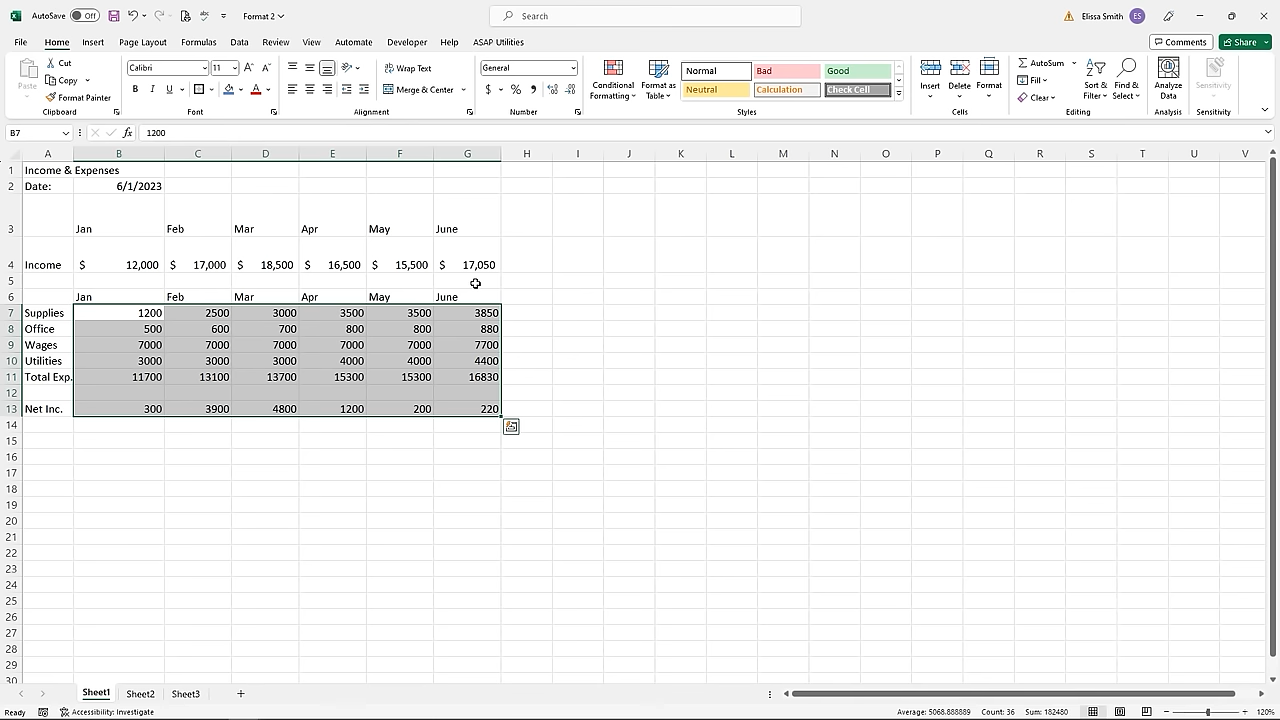 AutoSave Off Format 2 Search Elissa Smith ES
File Home Insert Draw Page Layout Formulas Data Review View Automate Developer Help ASAP Utilities Comments Share
Paste Cut Copy Format Painter Clipboard
Calibri 11 B I U A Font
Wrap Text Merge & Center Alignment
General $ % Number
Conditional Formatting Format as Table
Normal Bad Good
Neutral Calculation Check Cell
Styles
Insert Delete Format Cells
AutoSum Fill Clear Sort & Filter Find & Select Editing
Analyze Data Analysis
Sensitivity Sensitivity
B7 fx 1200
A B C D E F G H I J K L M N O P Q R S T U V
1 Income & Expenses
2 Date: 6/1/2023
3 Jan Feb Mar Apr May June
4 Income $ 12,000 $ 17,000 $ 18,500 $ 16,500 $ 15,500 $ 17,050
5
6 Jan Feb Mar Apr May June
7 Supplies 1200 2500 3000 3500 3500 3850
8 Office 500 600 700 800 800 880
9 Wages 7000 7000 7000 7000 7000 7700
10 Utilities 3000 3000 3000 4000 4000 4400
11 Total Exp. 11700 13100 13700 15300 15300 16830
12
13 Net Inc. 300 3900 4800 1200 200 220
14
15
16
17
18
19
20
21
22
23
24
25
26
27
28
29
30
Sheet1 Sheet2 Sheet3
Ready Accessibility: Investigate Average: 5068.888889 Count: 36 Sum: 182480 120%